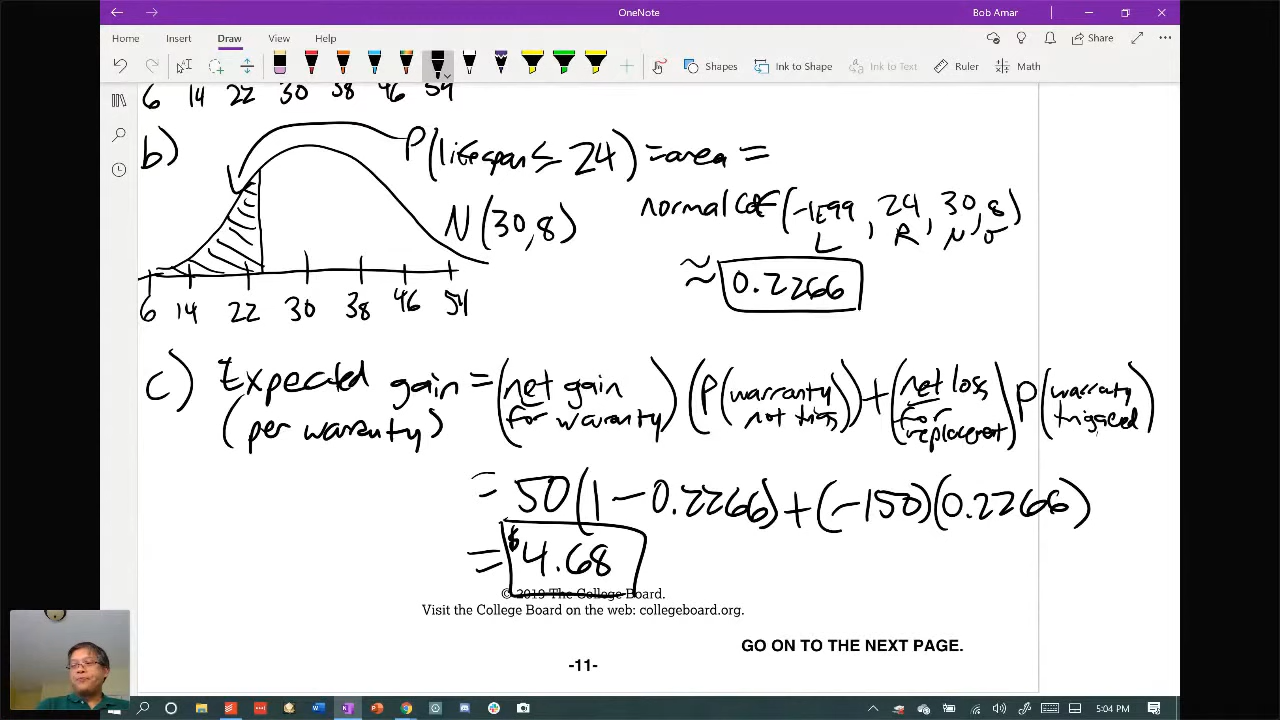 OneNote
Bob Amar
Home Insert Draw View Help
Share
Shapes Ink to Shape Ink to Text Ruler Math
6 14 22 30 38 46 54
b) P(lifespan ≤ 24) = area =
normalcdf(-1E99, 24, 30, 8)
L R μ σ
N(30,8)
≈ 0.2266
6 14 22 30 38 46 54
c) Expected gain = (net gain for warranty) (P(warranty not trigg)) + (net loss for replacement) P(warranty triggered)
(per warranty)
= 50(1 - 0.2266) + (-150)(0.2266)
= $4.68
© 2019 The College Board.
Visit the College Board on the web: collegeboard.org.
GO ON TO THE NEXT PAGE.
-11-
5:04 PM